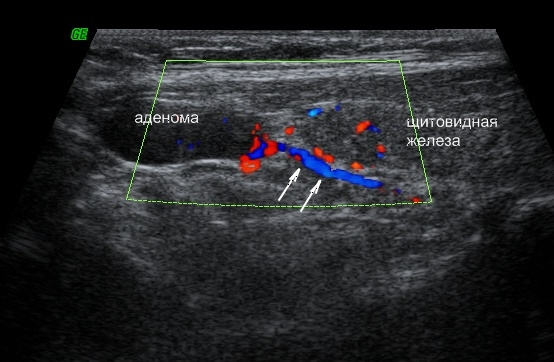 GE
аденома
щитовидная
железа